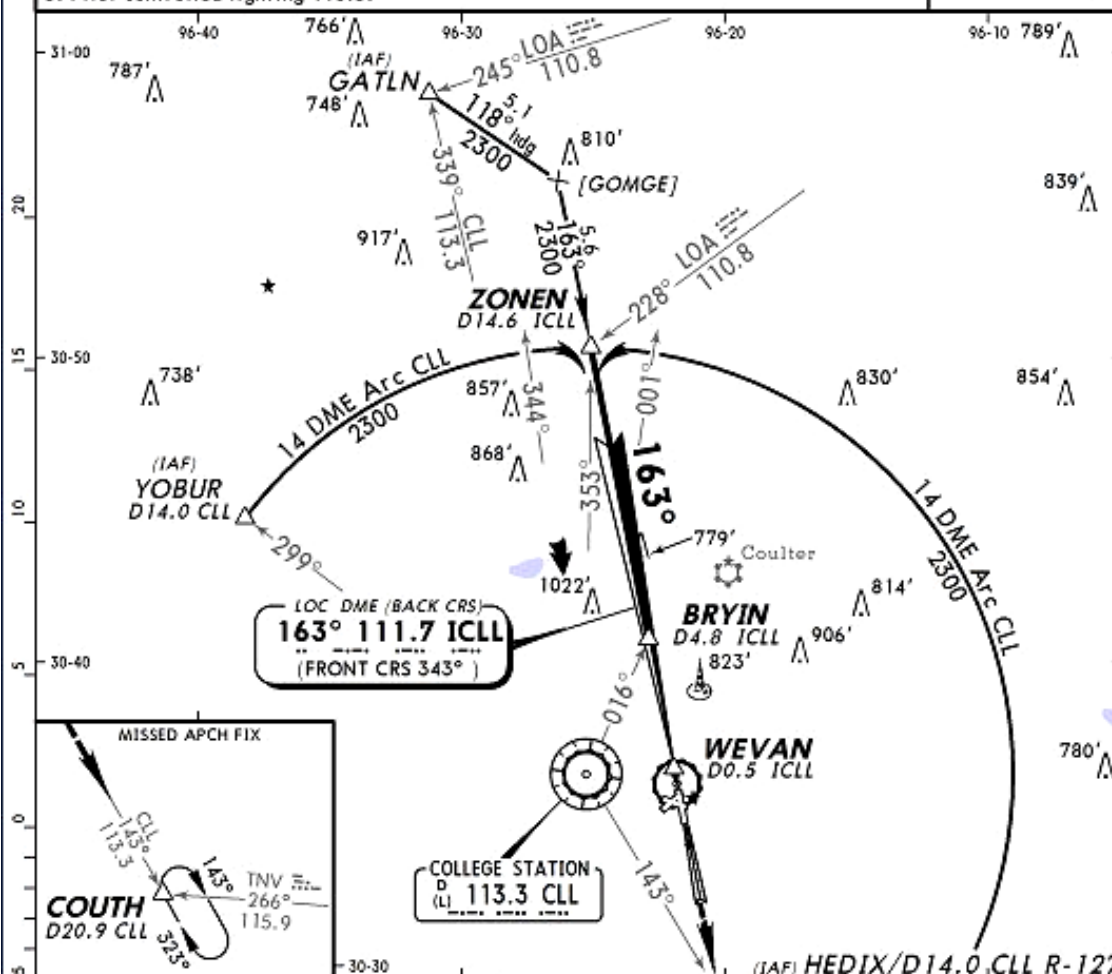 96-40
96-30
96-20
96-10
31-00
766'
789'
787'
748'
(IAF)
GATLN
245° LOA
110.8
5.1
118° hdg
2300
810'
[GOMGE]
339° CLL
113.3
839'
20
917'
5.6
163°
2300
LOA
228°
110.8
ZONEN
D14.6 ICLL
15
30-50
738'
14 DME Arc CLL
2300
857'
344°
001°
830'
854'
868'
353°
163°
(IAF)
YOBUR
D14.0 CLL
10
299°
14 DME Arc CLL
2300
779'
Coulter
1022'
814'
LOC DME (BACK CRS)
163° 111.7 ICLL
(FRONT CRS 343° )
BRYIN
D4.8 ICLL
906'
823'
5
30-40
016°
MISSED APCH FIX
WEVAN
D0.5 ICLL
780'
0
CLL
143°
113.3
143°
TNV
266°
115.9
COUTH
D20.9 CLL
323°
COLLEGE STATION
D
(L) 113.3 CLL
143°
5
30-30
(IAF) HEDIX/D14.0 CLL R-127